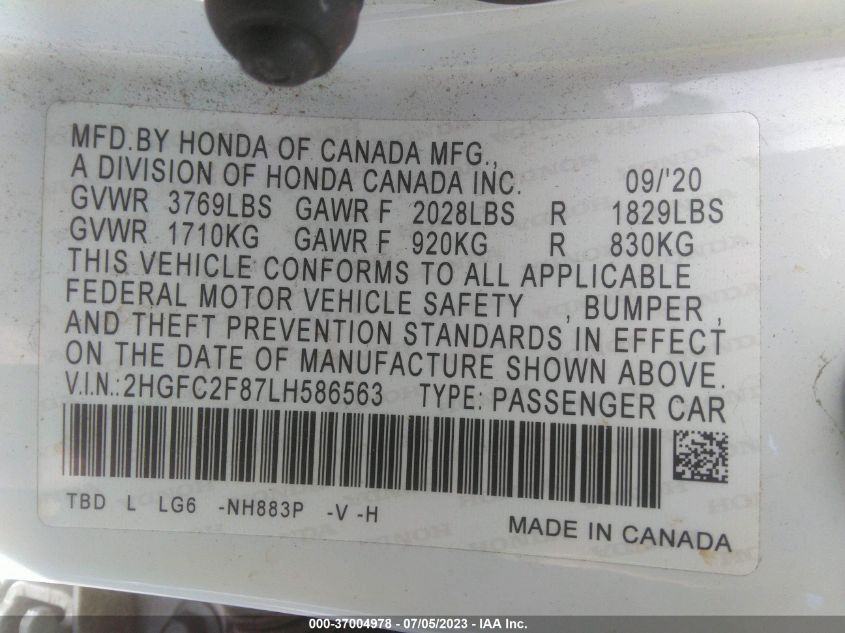 MFD.BY HONDA OF CANADA MFG.,
A DIVISION OF HONDA CANADA INC. 09/'20
GVWR 3769LBS GAWR F 2028LBS R 1829LBS
GVWR 1710KG GAWR F 920KG R 830KG
THIS VEHICLE CONFORMS TO ALL APPLICABLE
FEDERAL MOTOR VEHICLE SAFETY , BUMPER ,
AND THEFT PREVENTION STANDARDS IN EFFECT
ON THE DATE OF MANUFACTURE SHOWN ABOVE.
V.I.N.:2HGFC2F87LH586563 TYPE: PASSENGER CAR
TBD L LG6 -NH883P -V -H
MADE IN CANADA
000-37004978 - 07/05/2023 - IAA Inc.